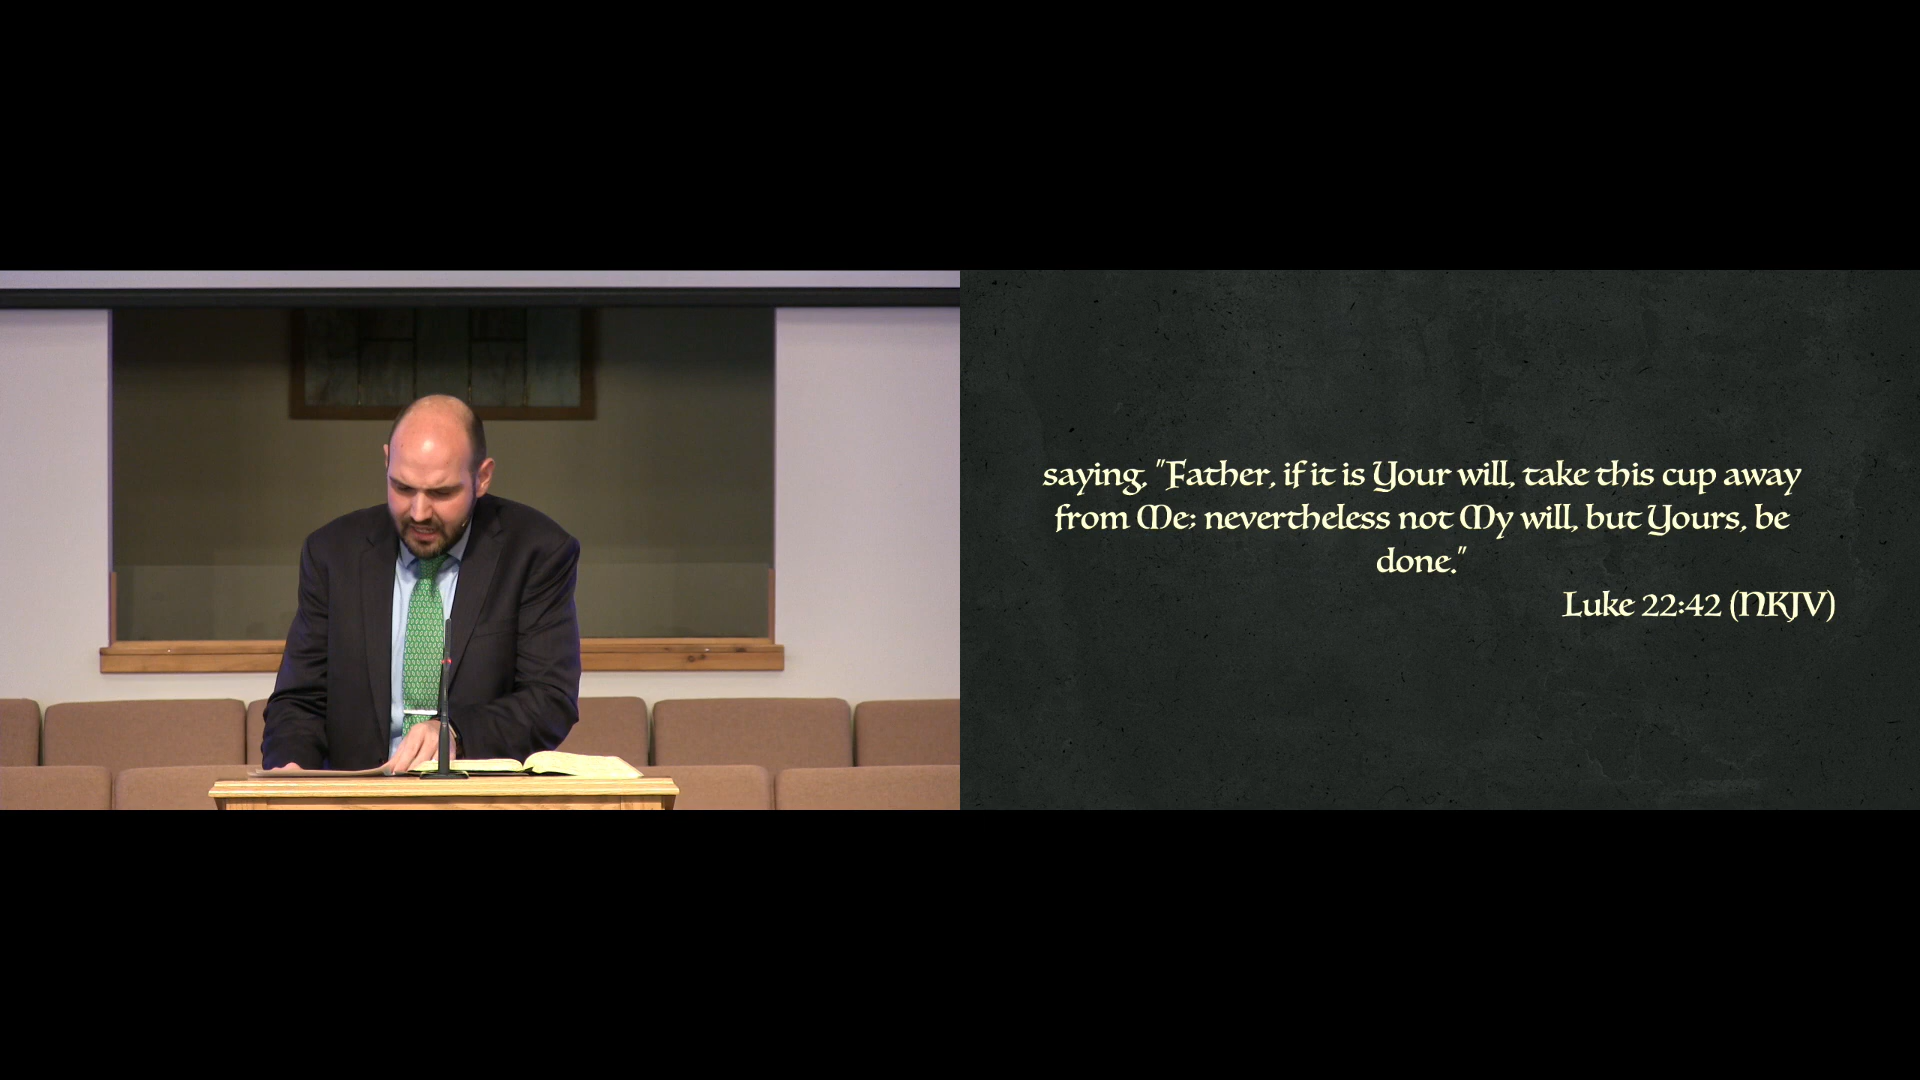 saying, "Father, if it is Your will, take this cup away
from Me; nevertheless not My will, but Yours, be
done."
Luke 22:42 (NKJV)